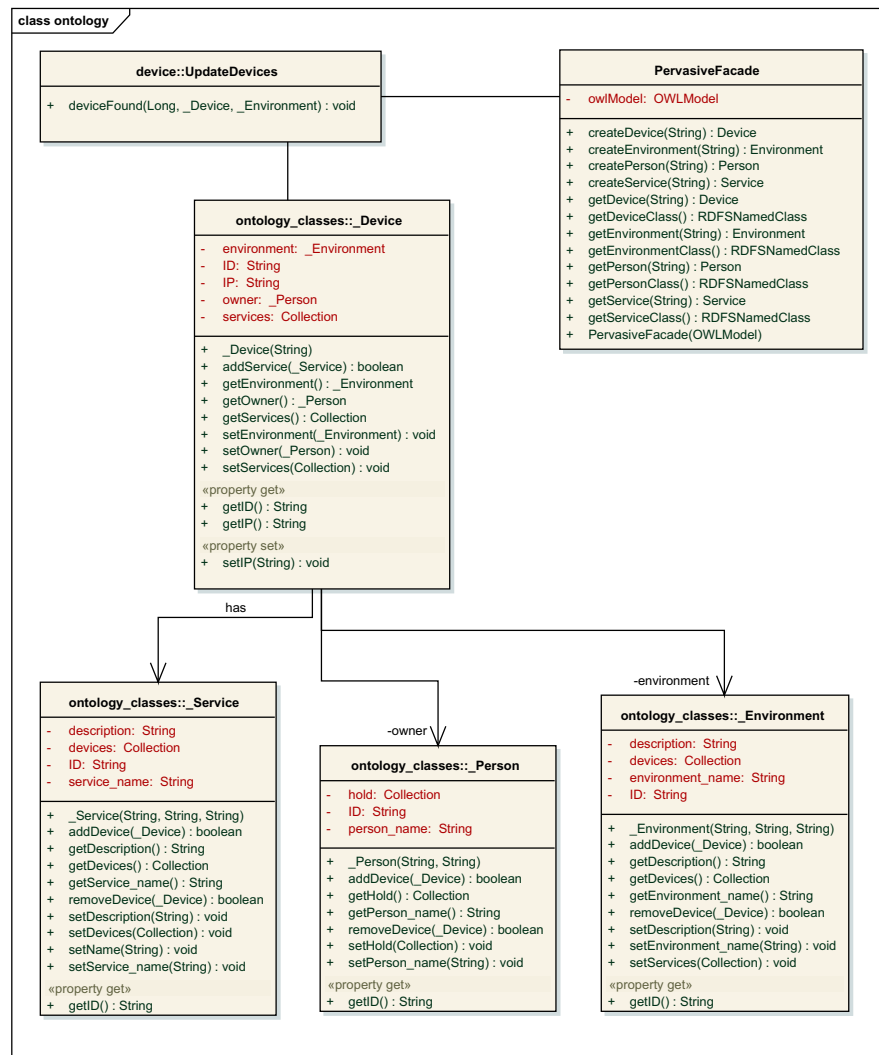 class ontology
device::UpdateDevices
+ deviceFound(Long, _Device, _Environment) : void
PervasiveFacade
- owlModel: OWLModel
+ createDevice(String) : Device
+ createEnvironment(String) : Environment
+ createPerson(String) : Person
+ createService(String) : Service
+ getDevice(String) : Device
+ getDeviceClass() : RDFSNamedClass
+ getEnvironment(String) : Environment
+ getEnvironmentClass() : RDFSNamedClass
+ getPerson(String) : Person
+ getPersonClass() : RDFSNamedClass
+ getService(String) : Service
+ getServiceClass() : RDFSNamedClass
+ PervasiveFacade(OWLModel)
ontology_classes::_Device
- environment: _Environment
- ID: String
- IP: String
- owner: _Person
- services: Collection
+ _Device(String)
+ addService(_Service) : boolean
+ getEnvironment() : _Environment
+ getOwner() : _Person
+ getServices() : Collection
+ setEnvironment(_Environment) : void
+ setOwner(_Person) : void
+ setServices(Collection) : void
«property get»
+ getID() : String
+ getIP() : String
«property set»
+ setIP(String) : void
has
-owner
-environment
ontology_classes::_Service
- description: String
- devices: Collection
- ID: String
- service_name: String
+ _Service(String, String, String)
+ addDevice(_Device) : boolean
+ getDescription() : String
+ getDevices() : Collection
+ getService_name() : String
+ removeDevice(_Device) : boolean
+ setDescription(String) : void
+ setDevices(Collection) : void
+ setName(String) : void
+ setService_name(String) : void
«property get»
+ getID() : String
ontology_classes::_Person
- hold: Collection
- ID: String
- person_name: String
+ _Person(String, String)
+ addDevice(_Device) : boolean
+ getHold() : Collection
+ getPerson_name() : String
+ removeDevice(_Device) : boolean
+ setHold(Collection) : void
+ setPerson_name(String) : void
«property get»
+ getID() : String
ontology_classes::_Environment
- description: String
- devices: Collection
- environment_name: String
- ID: String
+ _Environment(String, String, String)
+ addDevice(_Device) : boolean
+ getDescription() : String
+ getDevices() : Collection
+ getEnvironment_name() : String
+ removeDevice(_Device) : boolean
+ setDescription(String) : void
+ setEnvironment_name(String) : void
+ setServices(Collection) : void
«property get»
+ getID() : String